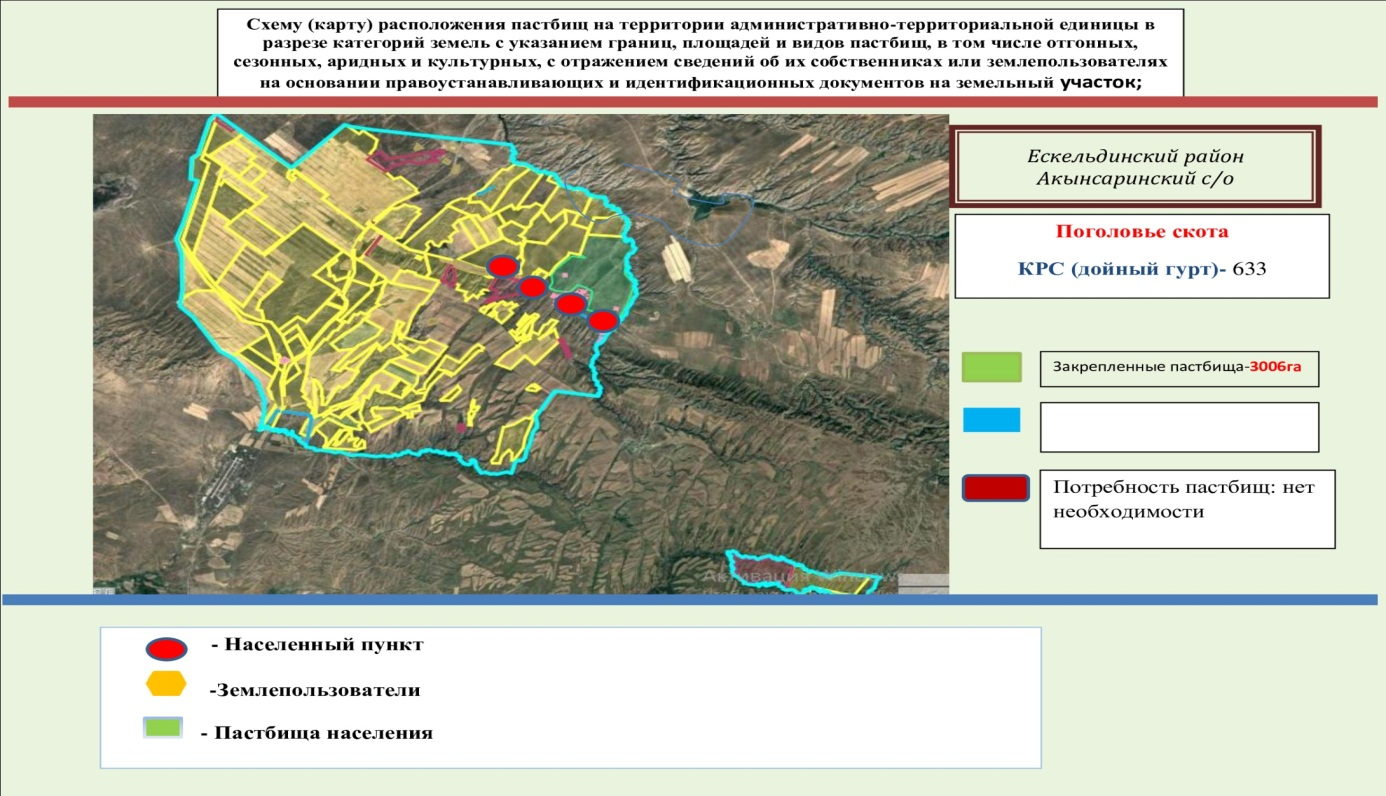 Схему (карту) расположения пастбищ на территории административно-территориальной единицы в
разрезе категорий земель с указанием границ, площадей и видов пастбищ, в том числе отгонных,
сезонных, аридных и культурных, с отражением сведений об их собственниках или землепользователях
на основании правоустанавливающих и идентификационных документов на земельный участок;
Ескельдинский район
Акынсаринский с/о
Поголовье скота
КРС (дойный гурт)- 633
Закрепленные пастбища-3006га
Потребность пастбищ: нет
необходимости
Активация Windows
- Населенный пункт
-Землепользователи
- Пастбища населения